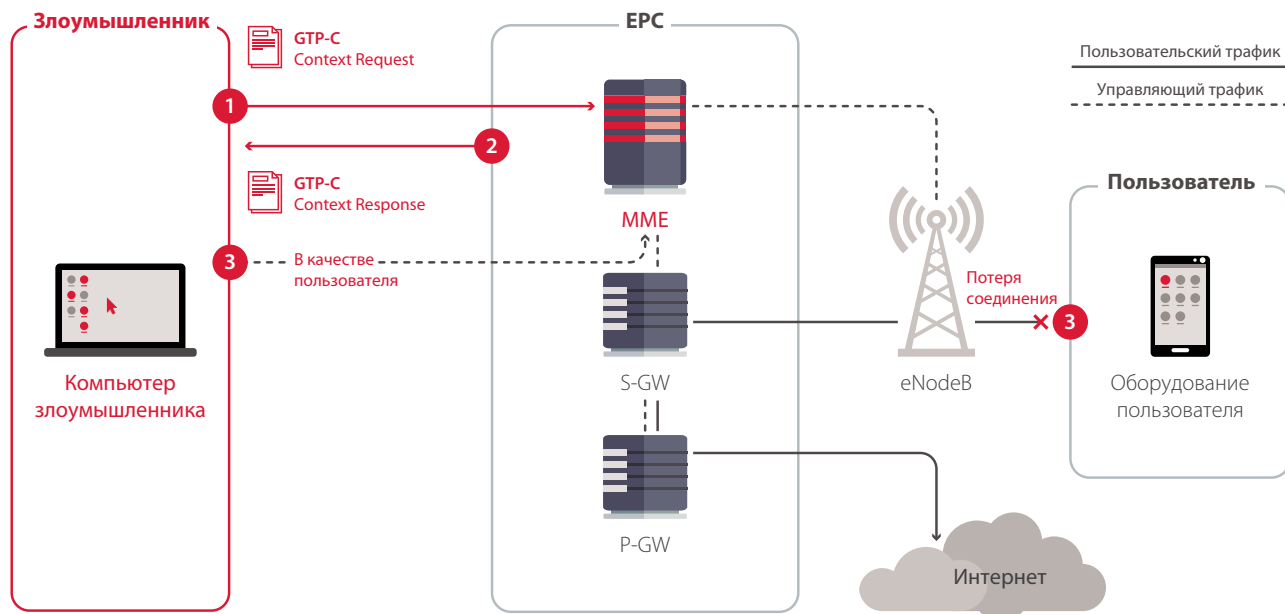 Злоумышленник
EPC
GTP-C
Context Request
Пользовательский трафик
Управляющий трафик
1
2
GTP-C
Context Response
Пользователь
MME
3
В качестве
пользователя
Потеря
соединения
3
Компьютер
злоумышленника
S-GW
eNodeB
Оборудование
пользователя
P-GW
Интернет